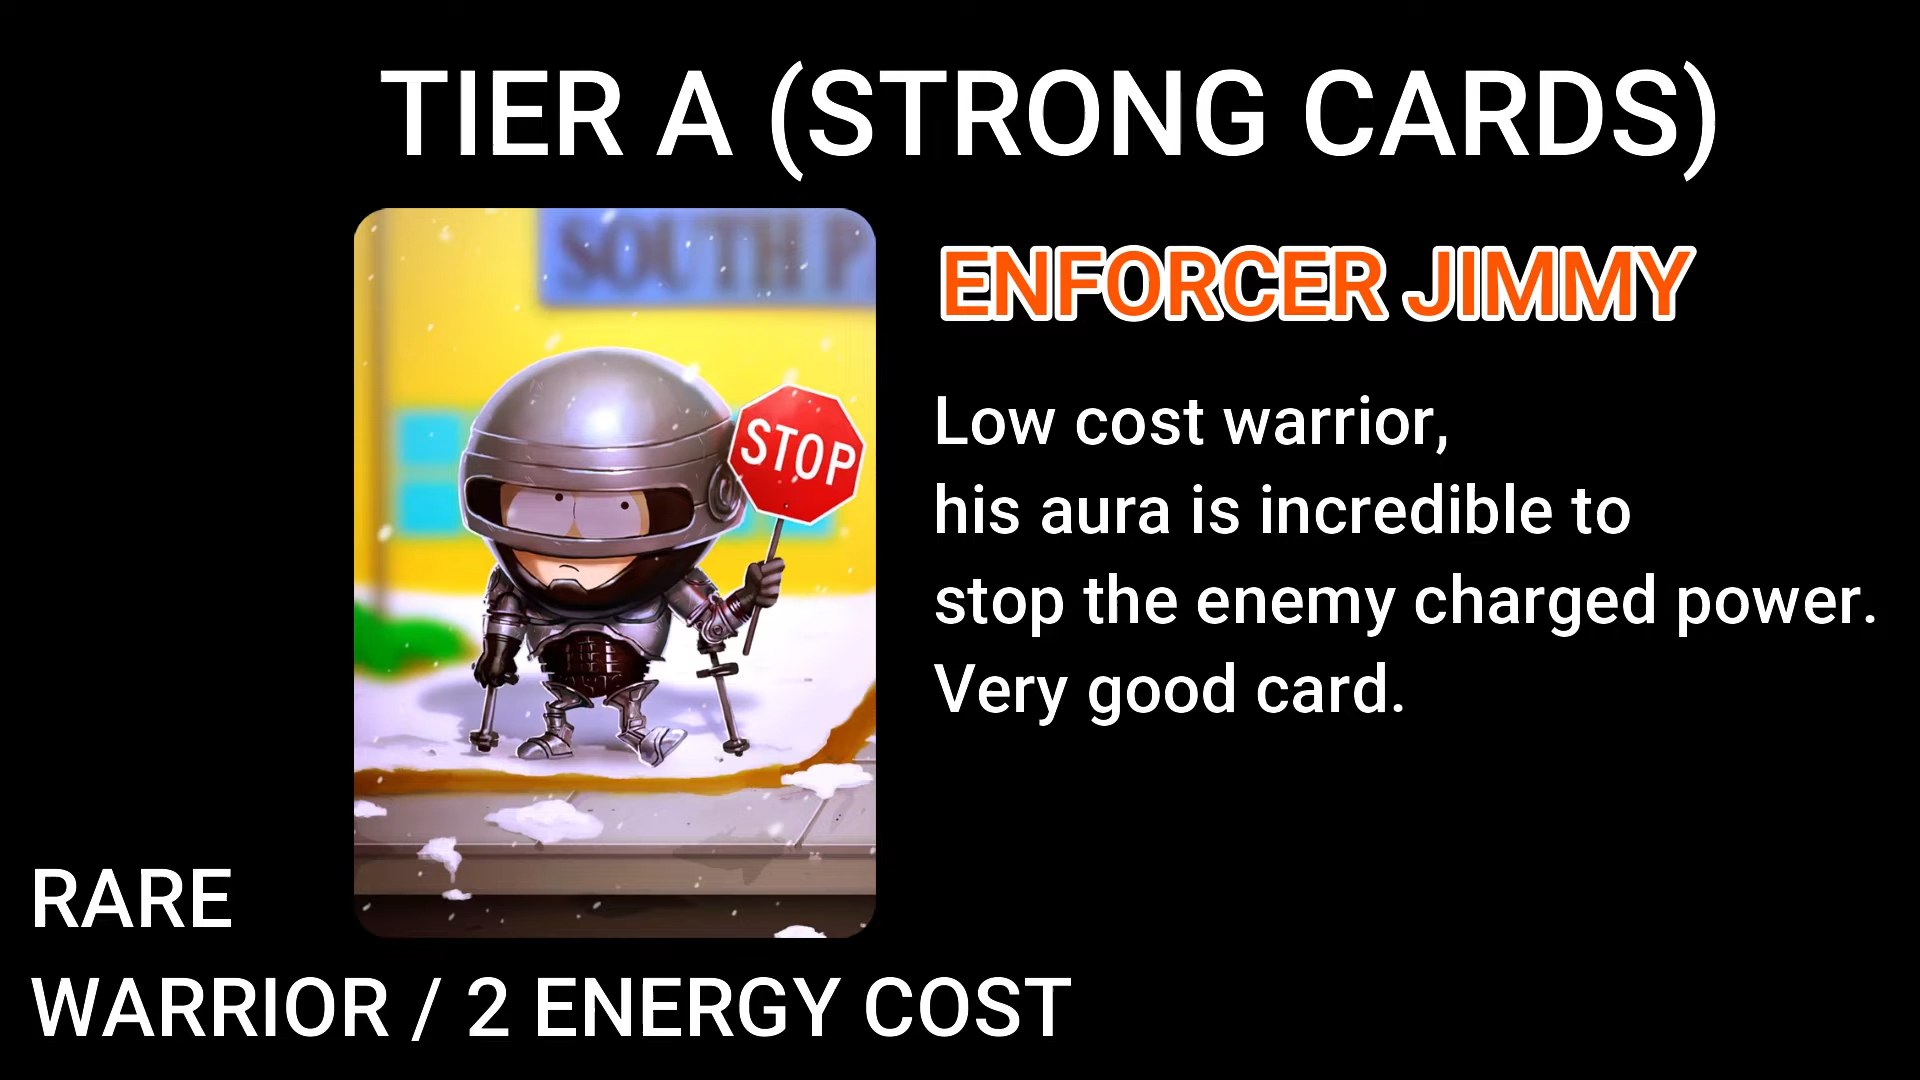 TIER A (STRONG CARDS)
SOUTH P
ENFORCER JIMMY
STOP
Low cost warrior,
his aura is incredible to
stop the enemy charged power.
Very good card.
RARE
WARRIOR / 2 ENERGY COST